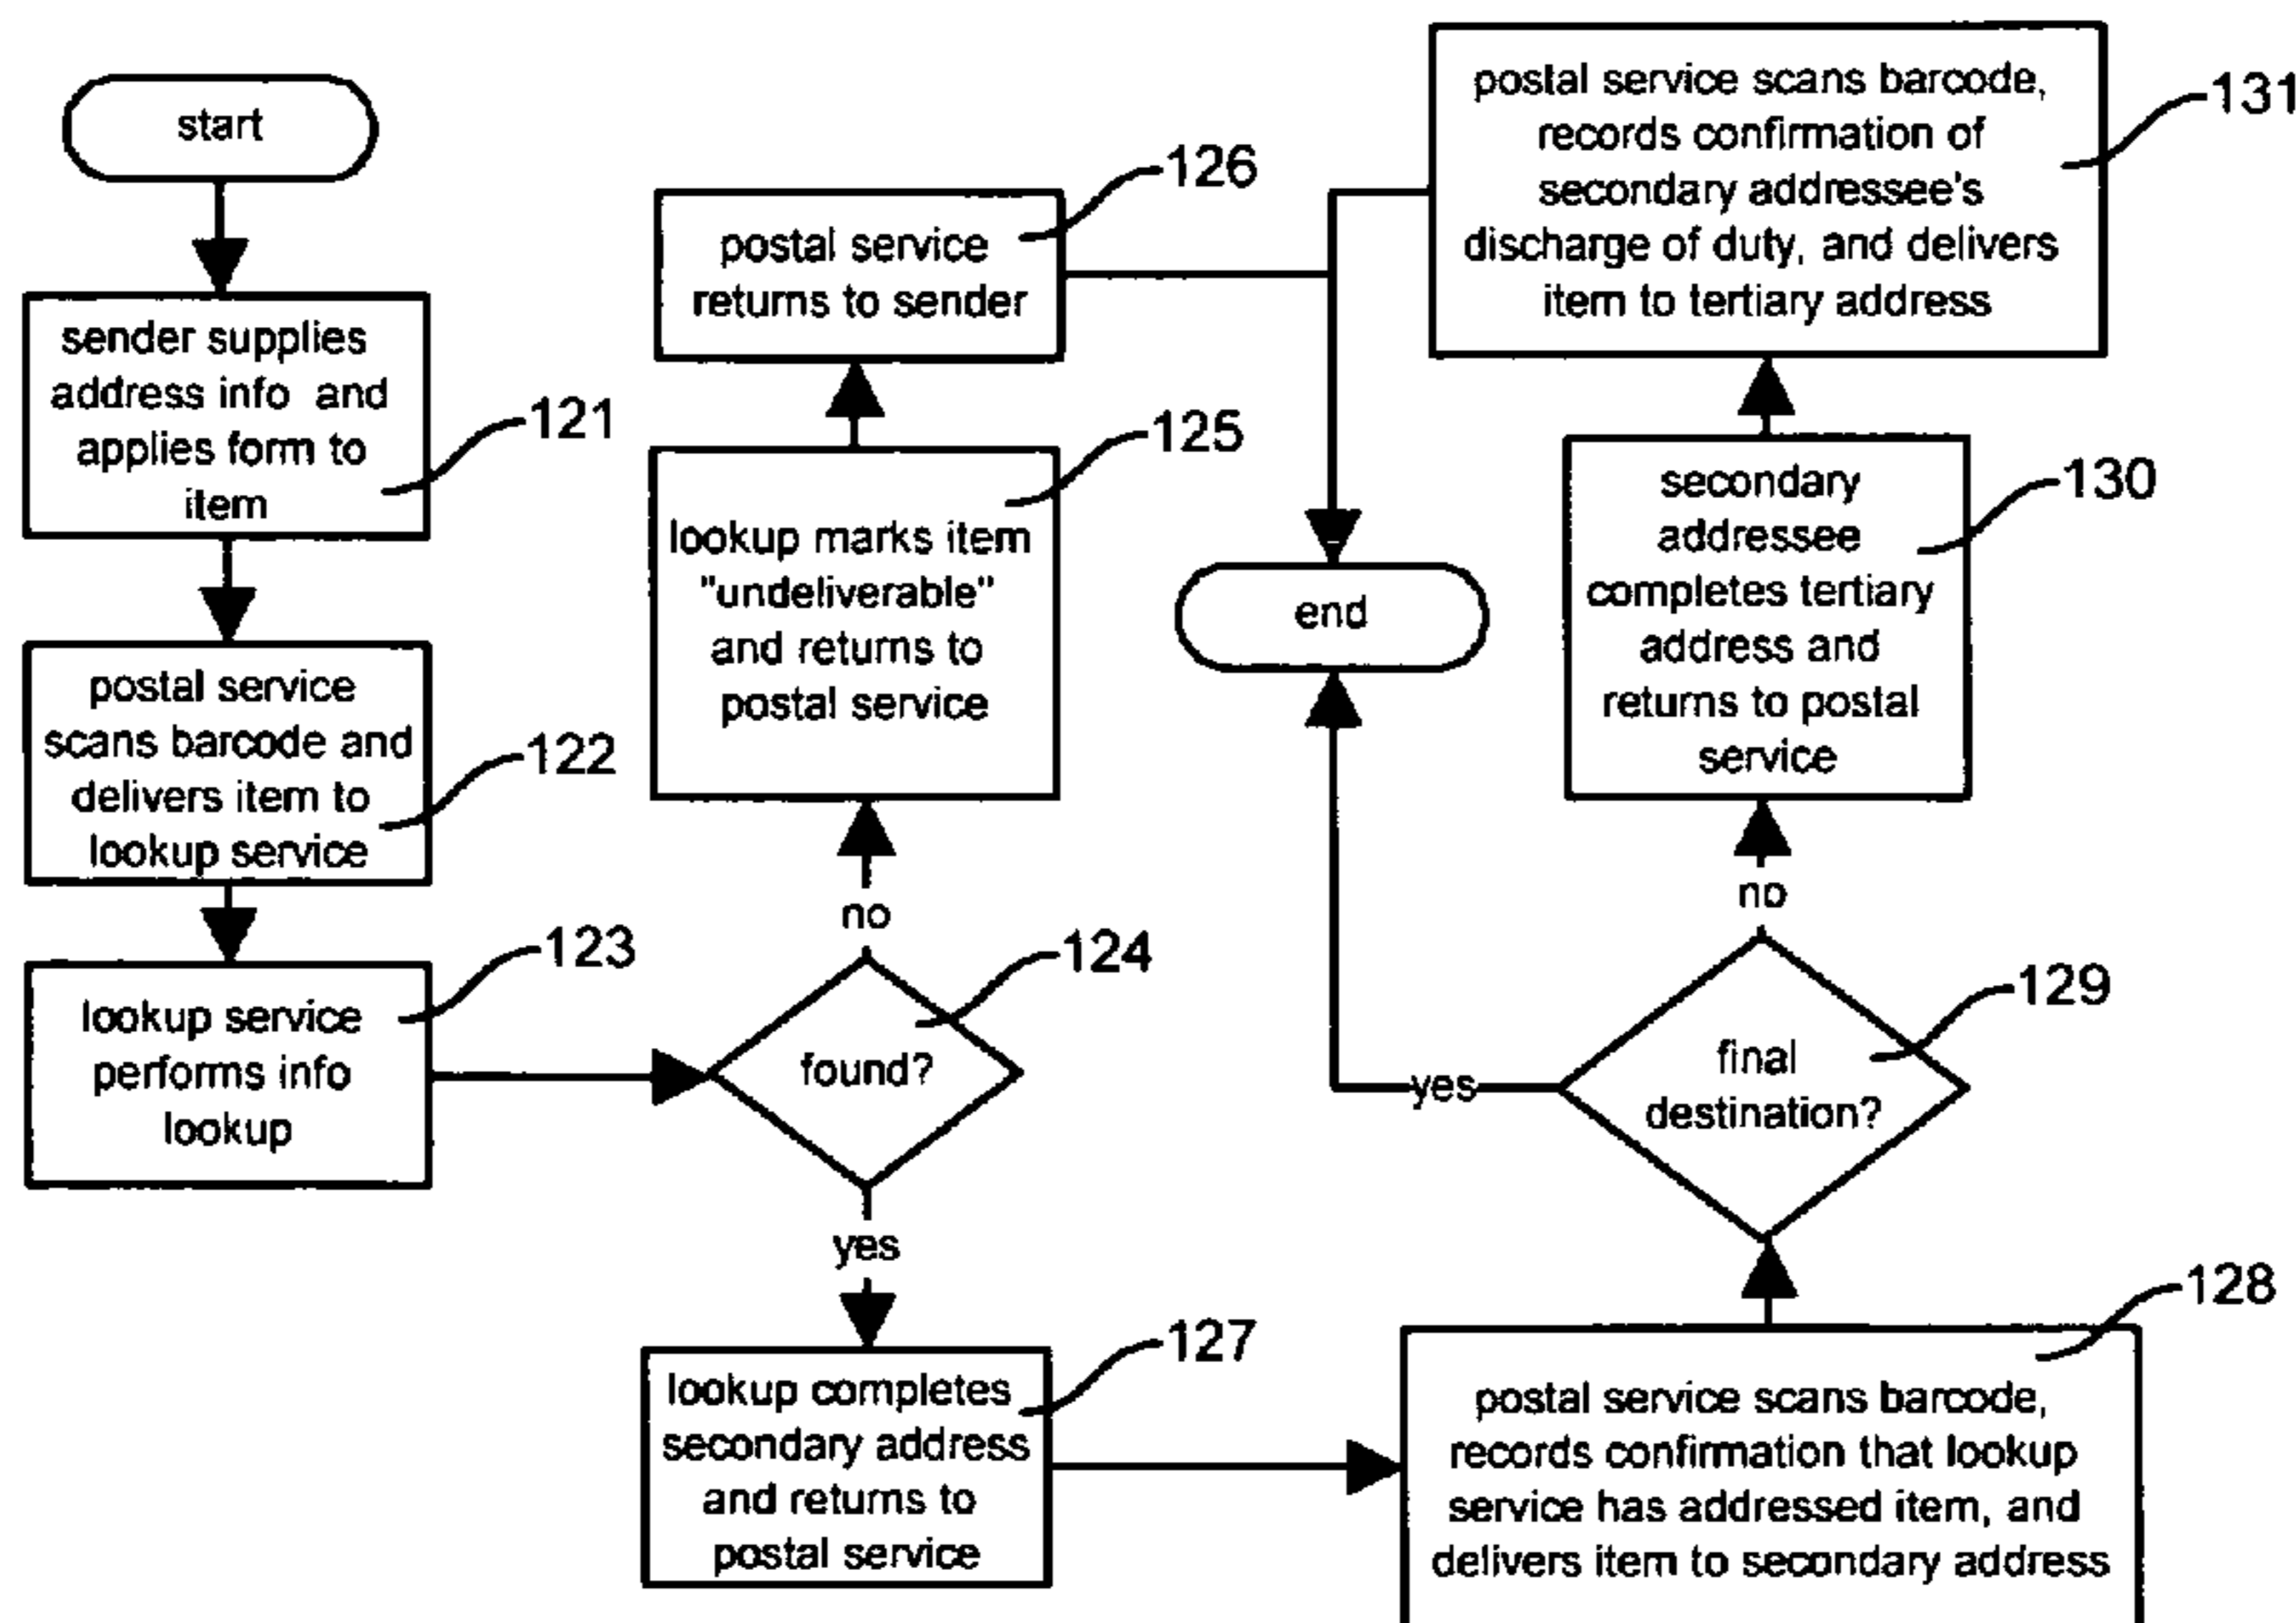 start
sender supplies
address info and
applies form to
item
121
postal service
scans barcode and
delivers item to
lookup service
122
lookup service
performs info
lookup
123
found?
124
no
yes
lookup marks item
"undeliverable"
and returns to
postal service
125
postal service
returns to sender
126
lookup completes
secondary address
and returns to
postal service
127
postal service scans barcode,
records confirmation that lookup
service has addressed item, and
delivers item to secondary address
128
final
destination?
129
yes
no
end
secondary
addressee
completes tertiary
address and
returns to postal
service
130
postal service scans barcode,
records confirmation of
secondary addressee's
discharge of duty, and delivers
item to tertiary address
131